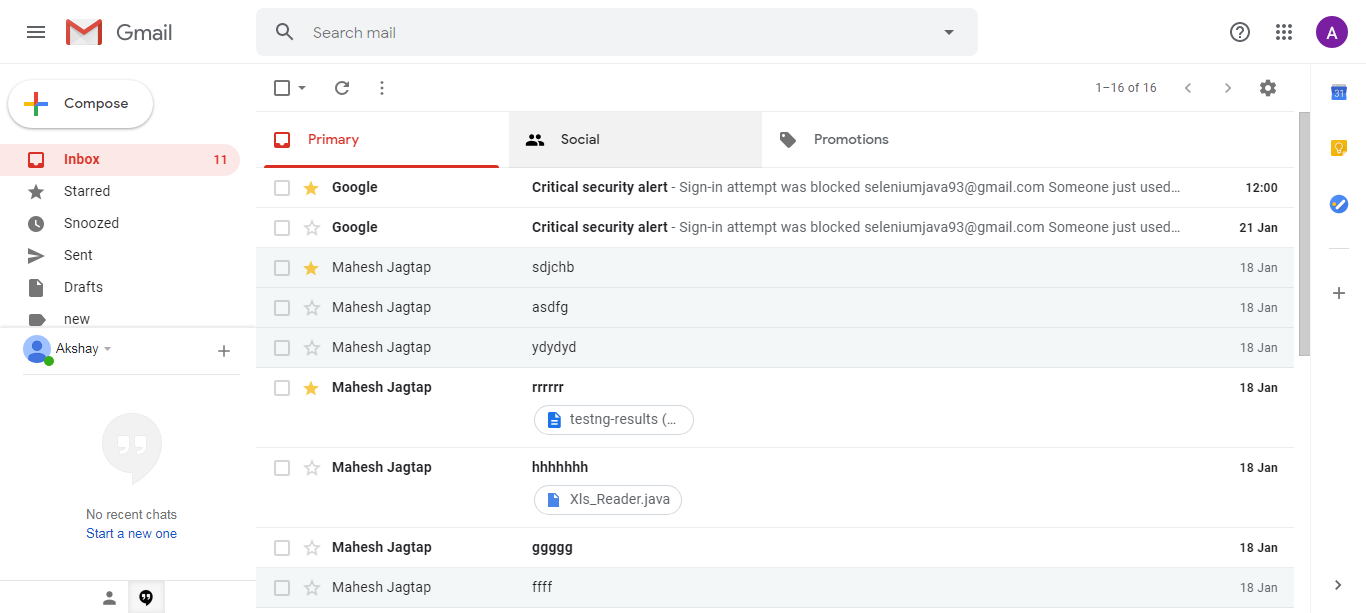 Gmail
Search mail
A
Compose
1–16 of 16
31
Inbox 11
Starred
Snoozed
Sent
Drafts
new
Akshay
No recent chats
Start a new one
Primary Social Promotions
Google Critical security alert - Sign-in attempt was blocked seleniumjava93@gmail.com Someone just used… 12:00
Google Critical security alert - Sign-in attempt was blocked seleniumjava93@gmail.com Someone just used… 21 Jan
Mahesh Jagtap sdjchb 18 Jan
Mahesh Jagtap asdfg 18 Jan
Mahesh Jagtap ydydyd 18 Jan
Mahesh Jagtap rrrrrr 18 Jan
testng-results (…
Mahesh Jagtap hhhhhhh 18 Jan
Xls_Reader.java
Mahesh Jagtap ggggg 18 Jan
Mahesh Jagtap ffff 18 Jan